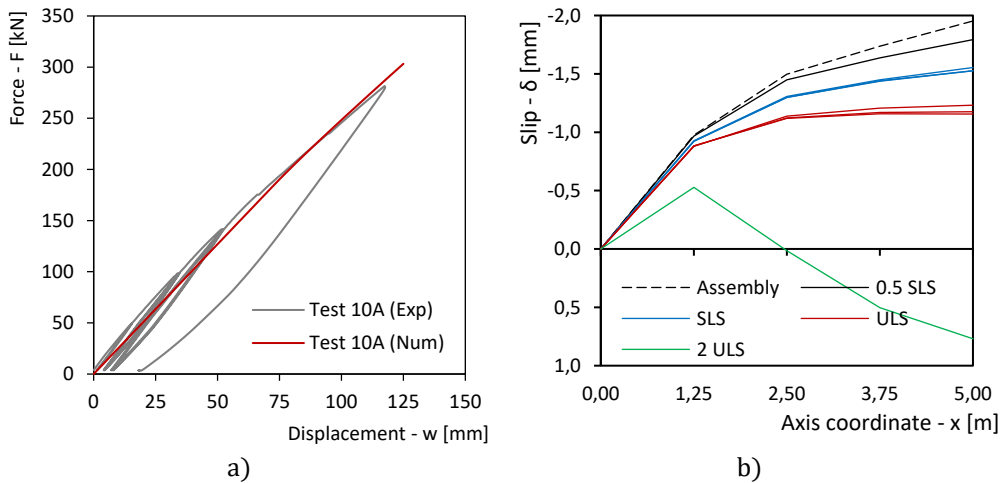 Force - F [kN]
350
300
250
200
150
100
50
0
Test 10A (Exp)
Test 10A (Num)
0 25 50 75 100 125 150
Displacement - w [mm]
a)
Slip - δ [mm]
-2,0
-1,5
-1,0
-0,5
0,0
0,5
1,0
Assembly 0.5 SLS
SLS ULS
2 ULS
0,00 1,25 2,50 3,75 5,00
Axis coordinate - x [m]
b)